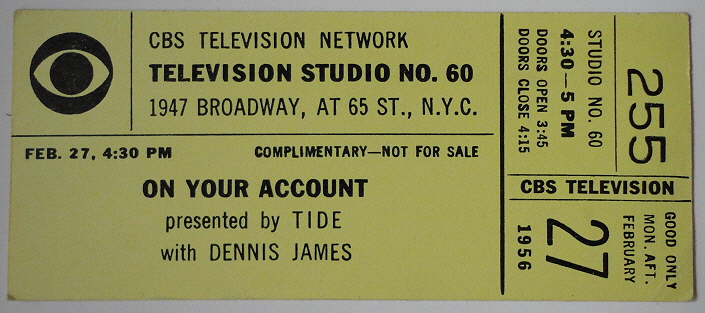 CBS TELEVISION NETWORK
TELEVISION STUDIO NO. 60
1947 BROADWAY, AT 65 ST., N.Y.C.
FEB. 27, 4:30 PM COMPLIMENTARY—NOT FOR SALE
ON YOUR ACCOUNT
presented by TIDE
with DENNIS JAMES
255
STUDIO NO. 60
4:30—5 PM
DOORS OPEN 3:45
DOORS CLOSE 4:15
CBS TELEVISION
GOOD ONLY
MON. AFT.
FEBRUARY
27
1956